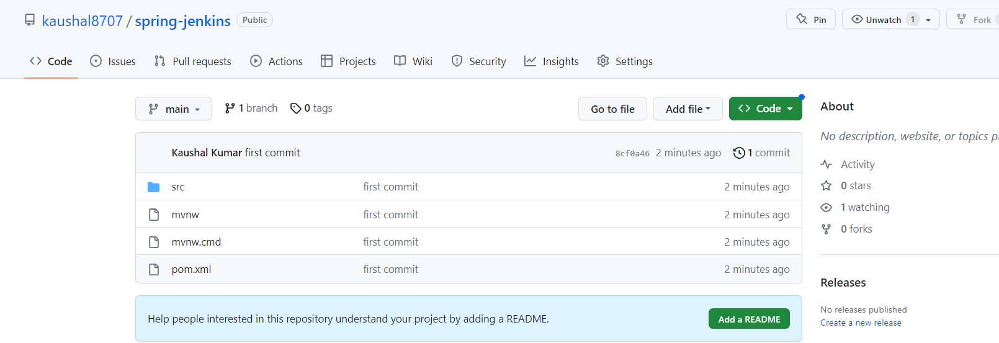 kaushal8707 / spring-jenkins Public Pin Unwatch 1 Fork
Code Issues Pull requests Actions Projects Wiki Security Insights Settings
main 1 branch 0 tags Go to file Add file Code
Kaushal Kumar first commit 8cf0a46 2 minutes ago 1 commit
src first commit 2 minutes ago
mvnw first commit 2 minutes ago
mvnw.cmd first commit 2 minutes ago
pom.xml first commit 2 minutes ago
Help people interested in this repository understand your project by adding a README. Add a README
About
No description, website, or topics
Activity
0 stars
1 watching
0 forks
Releases
No releases published
Create a new release